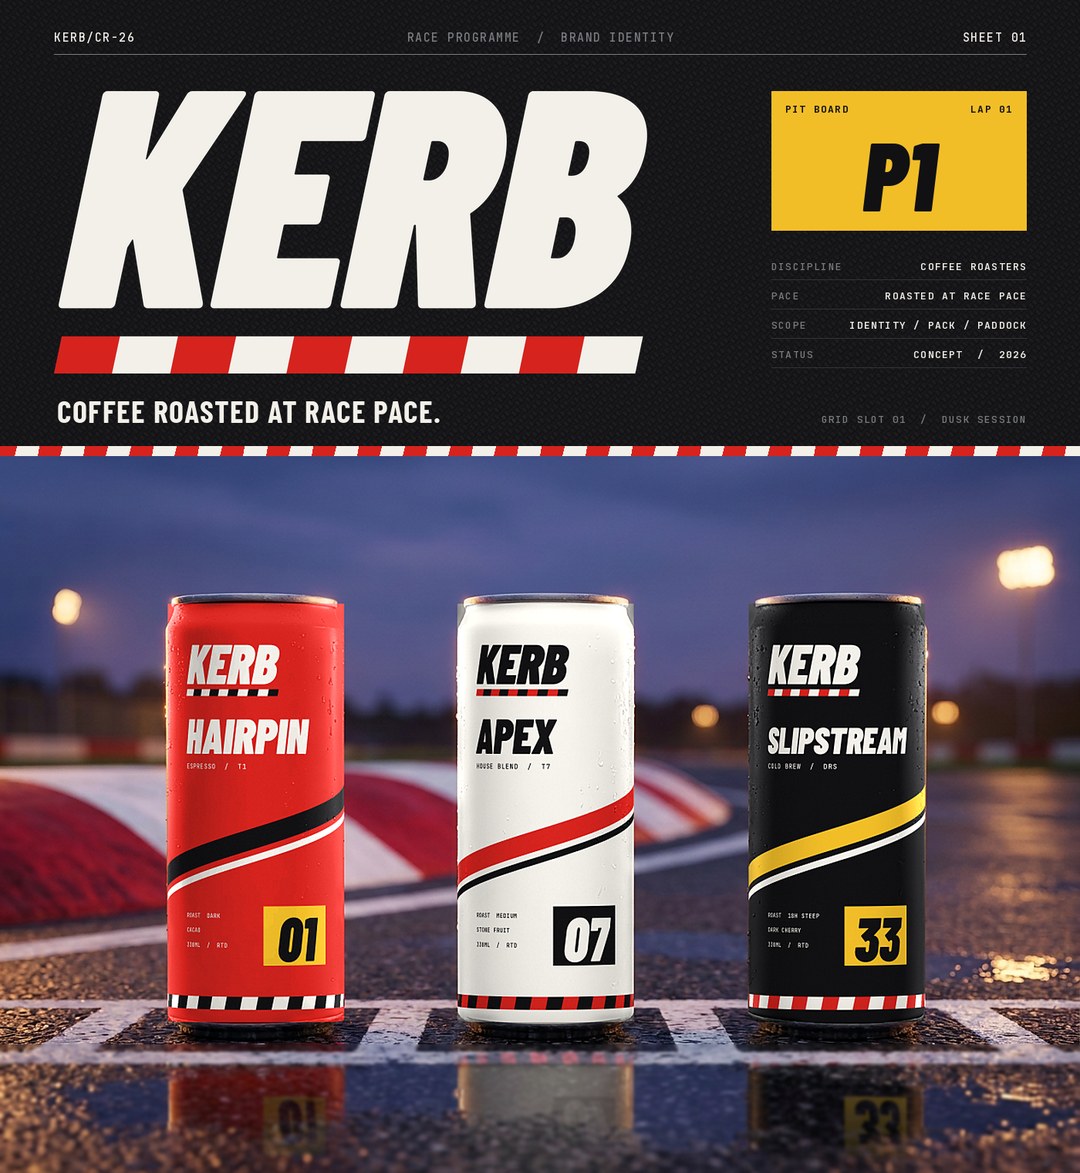 KERB/CR-26
RACE PROGRAMME / BRAND IDENTITY
SHEET 01
KERB
PIT BOARD
LAP 01
P1
DISCIPLINE COFFEE ROASTERS
PACE ROASTED AT RACE PACE
SCOPE IDENTITY / PACK / PADDOCK
STATUS CONCEPT / 2026
COFFEE ROASTED AT RACE PACE.
GRID SLOT 01 / DUSK SESSION
KERB
HAIRPIN
ESPRESSO / T1
ROAST DARK
CACAO
330ML / RTD
01
KERB
APEX
HOUSE BLEND / T7
ROAST MEDIUM
STONE FRUIT
330ML / RTD
07
KERB
SLIPSTREAM
COLD BREW / DRS
ROAST 18H STEEP
DARK CHERRY
330ML / RTD
33